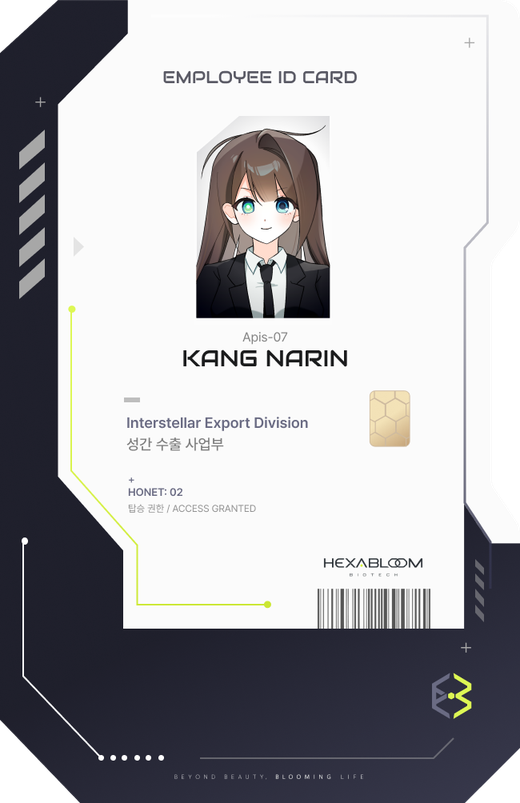 EMPLOYEE ID CARD
Apis-07
KANG NARIN
Interstellar Export Division
성간 수출 사업부
+
HONET: 02
탑승 권한 / ACCESS GRANTED
HEXABLOOM
BIOTECH
BEYOND BEAUTY, BLOOMING LIFE